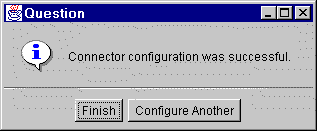 Question
Connector configuration was successful.
Finish
Configure Another